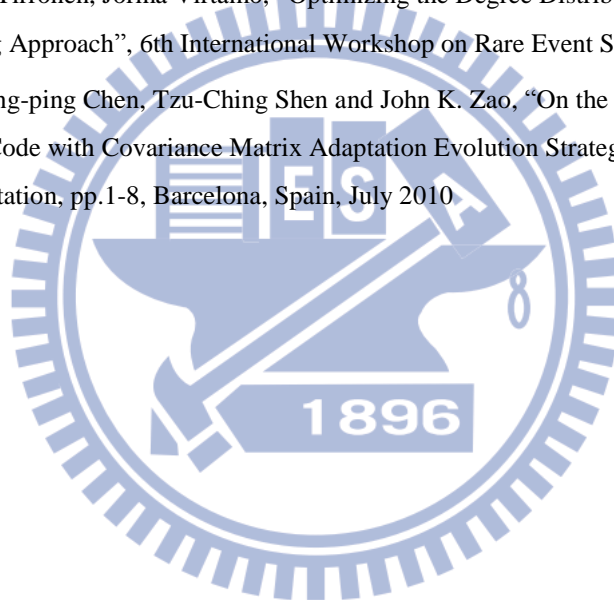 Jorma Virtamo, "Optimizing the Degree Distrib
Approach", 6th International Workshop on Rare Event S
ng-ping Chen, Tzu-Ching Shen and John K. Zao, "On the
Code with Covariance Matrix Adaptation Evolution Strateg
tation, pp.1-8, Barcelona, Spain, July 2010
E S A
8
1896